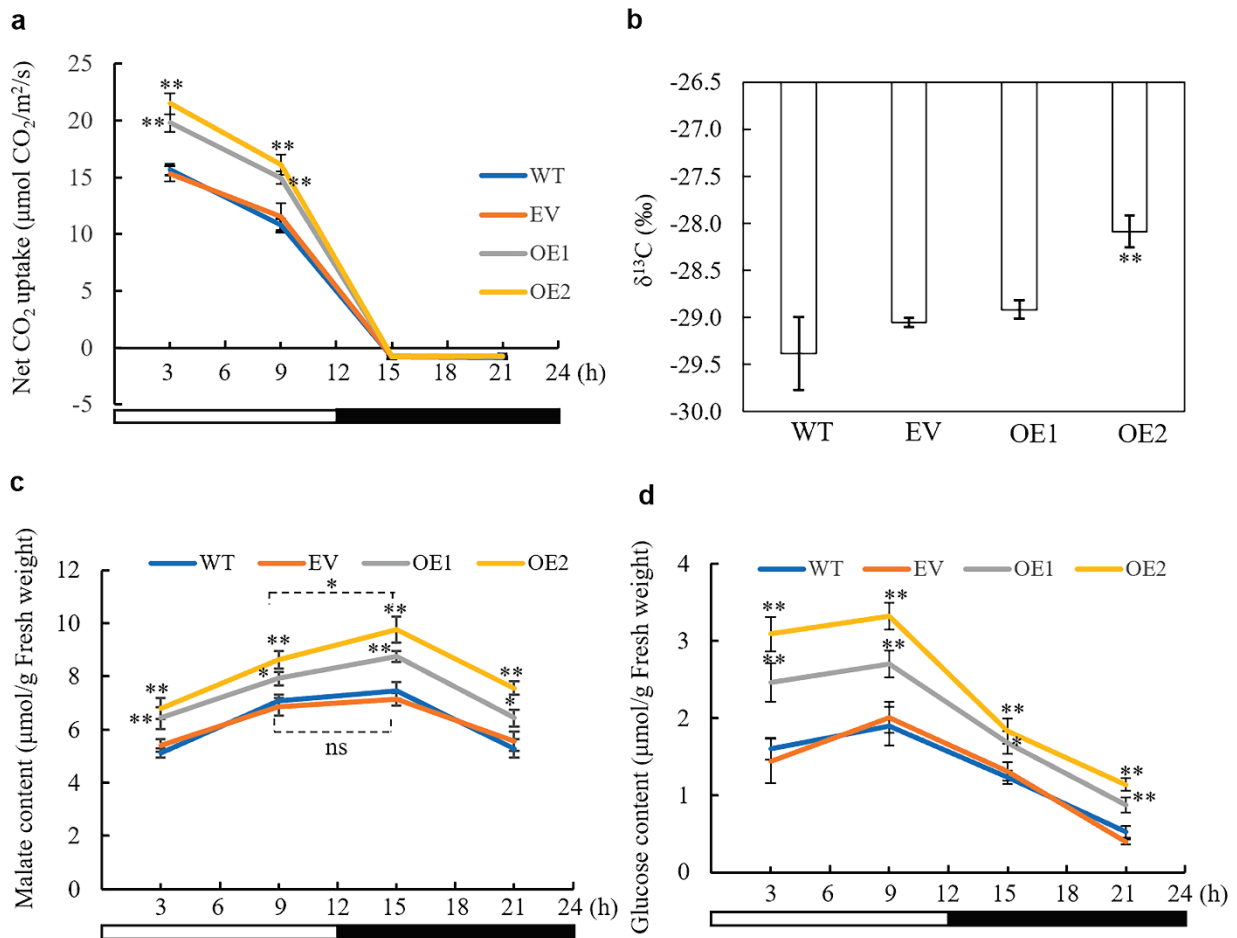 a
Net CO2 uptake (μmol CO2/m²/s)
25
20
15
10
5
0
-5
3 6 9 12 15 18 21 24 (h)
**
**
**
**
WT
EV
OE1
OE2
b
δ¹³C (‰)
-26.5
-27.0
-27.5
-28.0
-28.5
-29.0
-29.5
-30.0
**
WT EV OE1 OE2
c
Malate content (μmol/g Fresh weight)
WT EV OE1 OE2
12
10
8
6
4
2
0
*
**
**
**
**
**
*
**
*
ns
3 6 9 12 15 18 21 24 (h)
d
Glucose content (μmol/g Fresh weight)
WT EV OE1 OE2
4
3
2
1
0
**
**
**
**
**
*
**
**
3 6 9 12 15 18 21 24 (h)